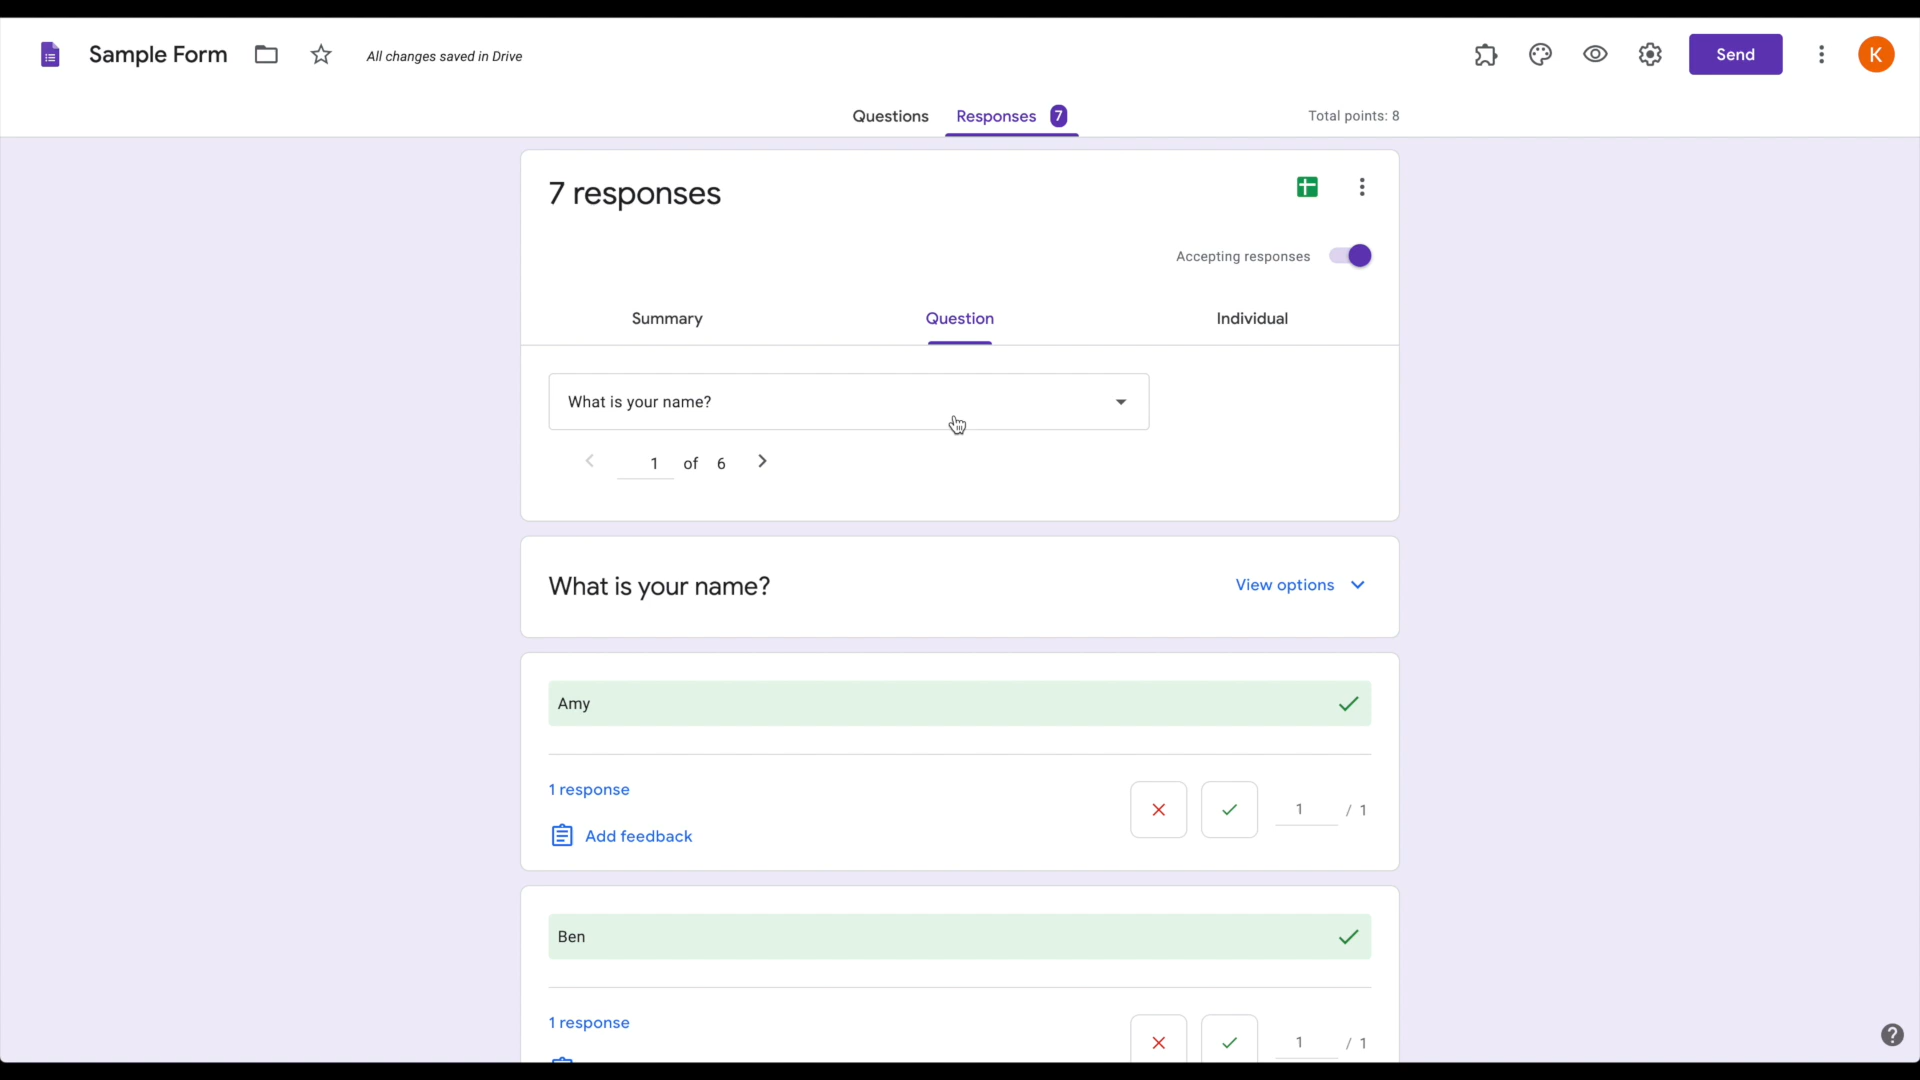 Sample Form
All changes saved in Drive
Send
K
Questions
Responses 7
Total points: 8
7 responses
Accepting responses
Summary
Question
Individual
What is your name?
1 of 6
What is your name?
View options
Amy
1 response
1 / 1
Add feedback
Ben
1 response
1 / 1